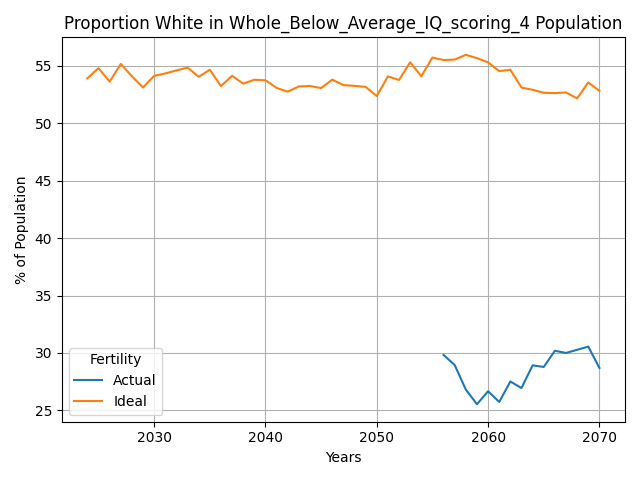 Proportion White in Whole_Below_Average_IQ_scoring_4 Population
% of Population
55
50
45
40
35
30
25
Fertility
Actual
Ideal
2030
2040
2050
2060
2070
Years